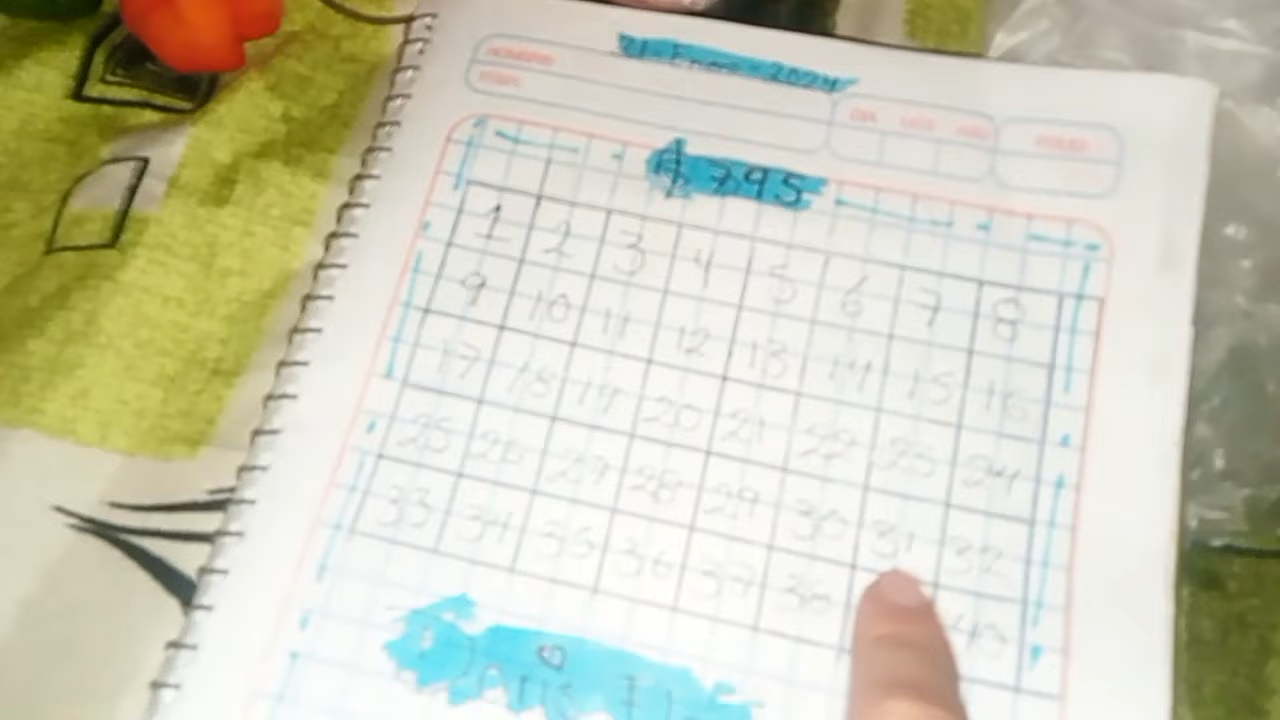 21 Enero 2024
$ 795
1 2 3 4 5 6 7 8
9 10 11 12 13 14 15 16
17 18 19 20 21 22 23 24
25 26 27 28 29 30 31 32
33 34 35 36 37 38 40